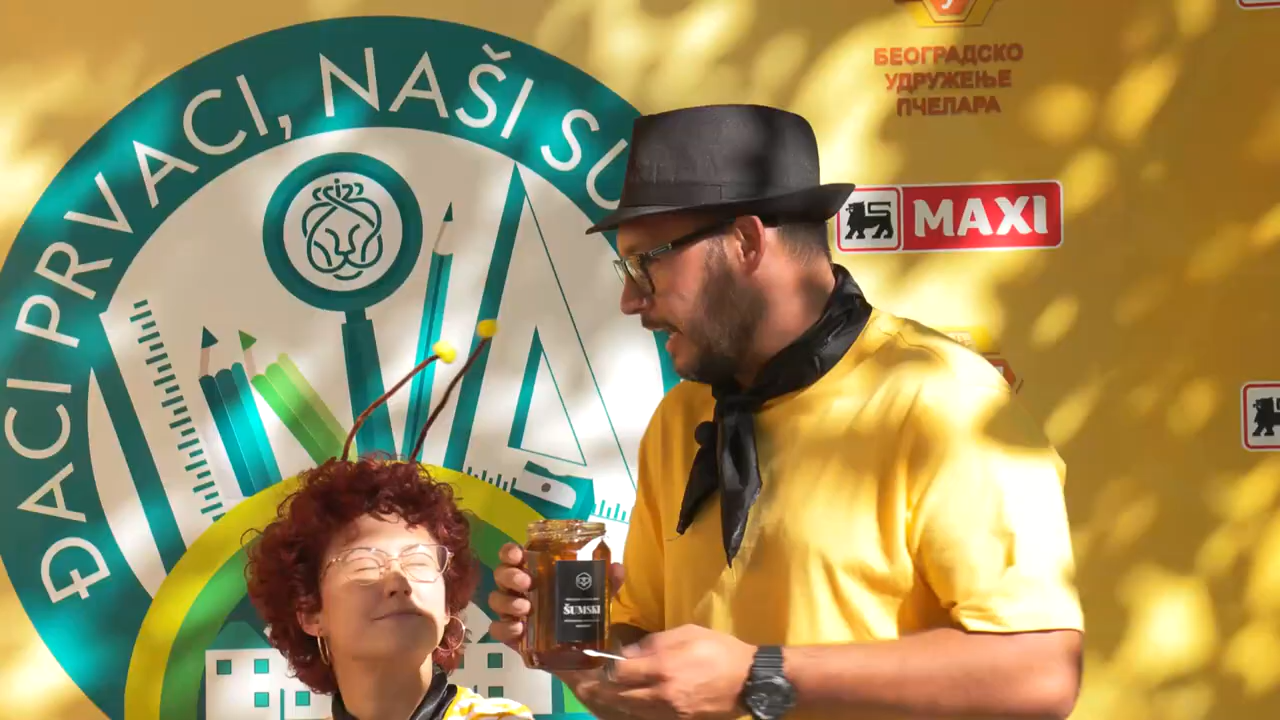 ĐACI PRVACI, NAŠI SU
БЕОГРАДСКО
УДРУЖЕЊЕ
ПЧЕЛАРА
MAXI
ŠUMSKI